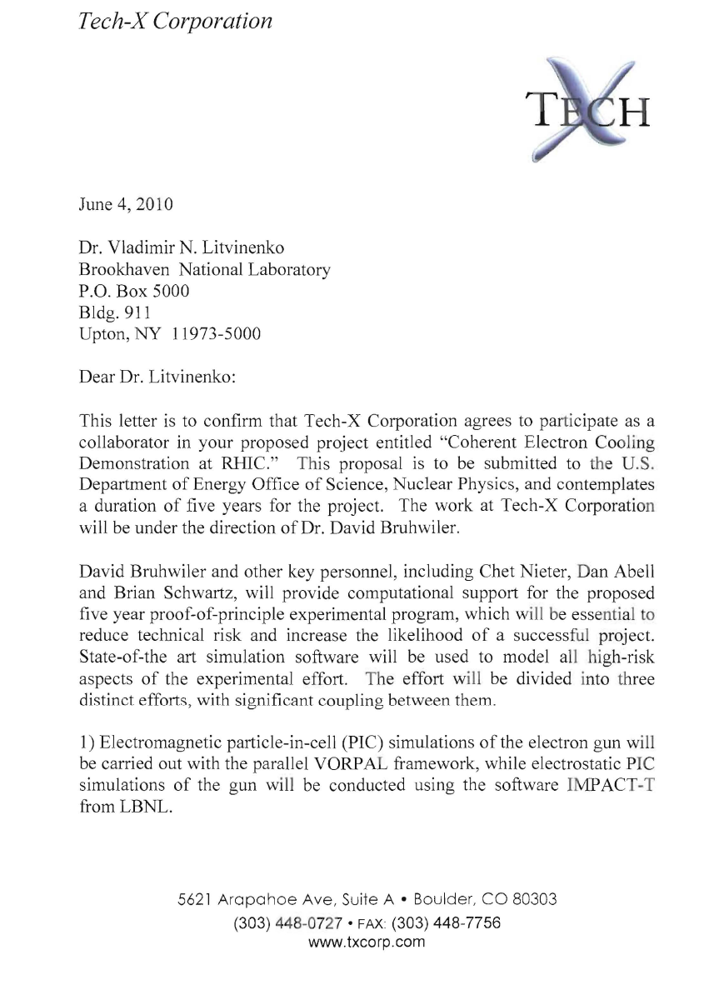 Tech-X Corporation
TECH
June 4, 2010
Dr. Vladimir N. Litvinenko
Brookhaven National Laboratory
P.O. Box 5000
Bldg. 911
Upton, NY 11973-5000
Dear Dr. Litvinenko:
This letter is to confirm that Tech-X Corporation agrees to participate as a
collaborator in your proposed project entitled “Coherent Electron Cooling
Demonstration at RHIC.” This proposal is to be submitted to the U.S.
Department of Energy Office of Science, Nuclear Physics, and contemplates
a duration of five years for the project. The work at Tech-X Corporation
will be under the direction of Dr. David Bruhwiler.
David Bruhwiler and other key personnel, including Chet Nieter, Dan Abell
and Brian Schwartz, will provide computational support for the proposed
five year proof-of-principle experimental program, which will be essential to
reduce technical risk and increase the likelihood of a successful project.
State-of-the art simulation software will be used to model all high-risk
aspects of the experimental effort. The effort will be divided into three
distinct efforts, with significant coupling between them.
1) Electromagnetic particle-in-cell (PIC) simulations of the electron gun will
be carried out with the parallel VORPAL framework, while electrostatic PIC
simulations of the gun will be conducted using the software IMPACT-T
from LBNL.
5621 Arapahoe Ave, Suite A • Boulder, CO 80303
(303) 448-0727 • FAX: (303) 448-7756
www.txcorp.com